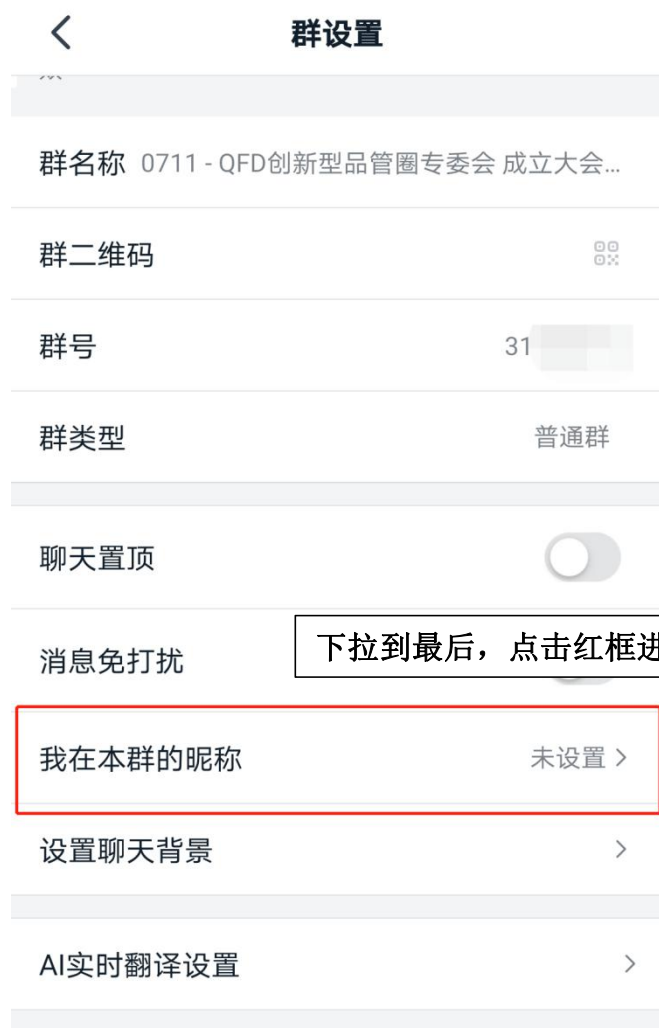 群设置
群名称 0711 - QFD创新型品管圈专委会 成立大会...
群二维码
群号 31
群类型 普通群
聊天置顶
下拉到最后，点击红框进
消息免打扰
我在本群的昵称 未设置 >
设置聊天背景 >
AI实时翻译设置 >